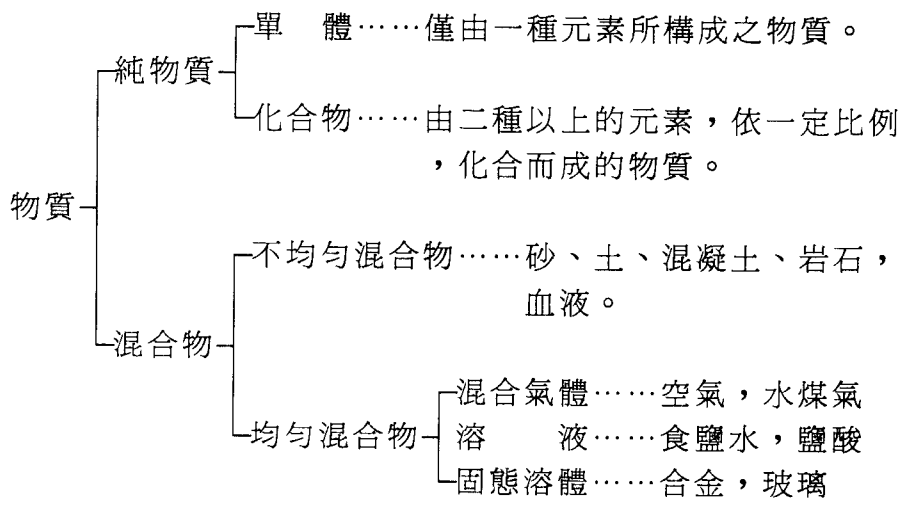 單　體……僅由一種元素所構成之物質。
純物質
化合物……由二種以上的元素，依一定比例
，化合而成的物質。
物質
不均勻混合物……砂、土、混凝土、岩石，
血液。
混合物
混合氣體……空氣，水煤氣
均勻混合物
溶　液……食鹽水，鹽酸
固態溶體……合金，玻璃